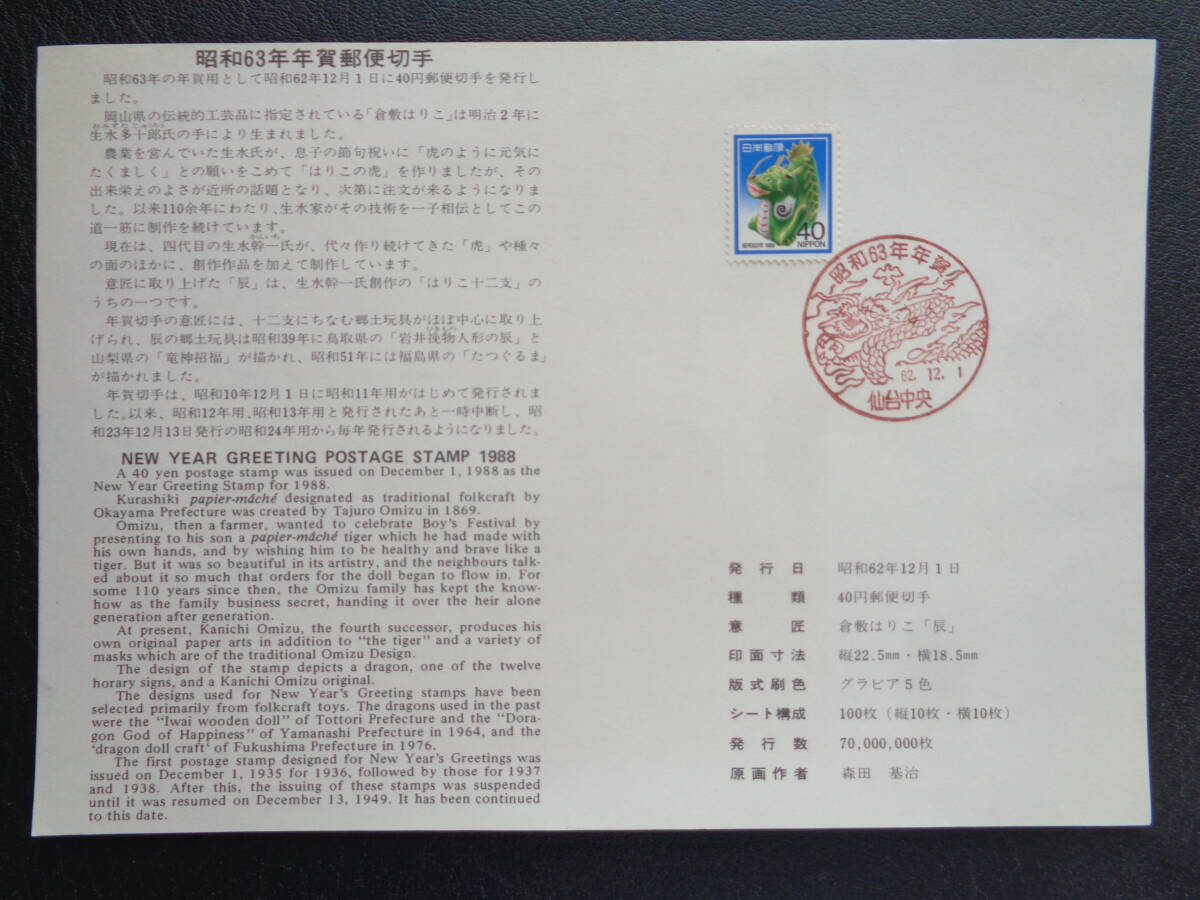 昭和63年年賀郵便切手
昭和63年の年賀用として昭和62年12月1日に40円郵便切手を発行し
ました。
岡山県の伝統的工芸品に指定されている「倉敷はりこ」は明治2年に
生水多十郎氏の手により生まれました。
農業を営んでいた生水氏が、息子の節句祝いに「虎のように元気に
たくましく」との願いをこめて「はりこの虎」を作りましたが、その
出来栄えのよさが近所の話題となり、次第に注文が来るようになりま
した。以来110余年にわたり、生水家がその技術を一子相伝としてこの
道一筋に制作を続けています。
現在は、四代目の生水幹一氏が、代々作り続けてきた「虎」や種々
の面のほかに、創作作品を加えて制作しています。
意匠に取り上げた「辰」は、生水幹一氏創作の「はりこ十二支」の
うちの一つです。
年賀切手の意匠には、十二支にちなむ郷土玩具がほぼ中心に取り上
げられ、辰の郷土玩具は昭和39年に鳥取県の「岩井挽物人形の辰」と
山梨県の「竜神招福」が描かれ、昭和51年には福島県の「たつぐるま」
が描かれました。
年賀切手は、昭和10年12月1日に昭和11年用がはじめて発行されま
した。以来、昭和12年用、昭和13年用と発行されたあと一時中断し、昭
和23年12月13日発行の昭和24年用から毎年発行されるようになりました。
NEW YEAR GREETING POSTAGE STAMP 1988
A 40 yen postage stamp was issued on December 1, 1988 as the
New Year Greeting Stamp for 1988.
Kurashiki papier-mâché designated as traditional folkcraft by
Okayama Prefecture was created by Tajuro Omizu in 1869.
Omizu, then a farmer, wanted to celebrate Boy's Festival by
presenting to his son a papier-mâché tiger which he had made with
his own hands, and by wishing him to be healthy and brave like a
tiger. But it was so beautiful in its artistry, and the neighbours talk-
ed about it so much that orders for the doll began to flow in. For
some 110 years since then, the Omizu family has kept the know-
how as the family business secret, handing it over the heir alone
generation after generation.
At present, Kanichi Omizu, the fourth successor, produces his
own original paper arts in addition to "the tiger" and a variety of
masks which are of the traditional Omizu Design.
The design of the stamp depicts a dragon, one of the twelve
horary signs, and a Kanichi Omizu original.
The designs used for New Year's Greeting stamps have been
selected primarily from folkcraft toys. The dragons used in the past
were the "Iwai wooden doll" of Tottori Prefecture and the "Dora-
gon God of Happiness" of Yamanashi Prefecture in 1964, and the
'dragon doll craft' of Fukushima Prefecture in 1976.
The first postage stamp designed for New Year's Greetings was
issued on December 1, 1935 for 1936, followed by those for 1937
and 1938. After this, the issuing of these stamps was suspended
until it was resumed on December 13, 1949. It has been continued
to this date.
日本郵便
40
NIPPON
昭和63年 1988
昭和63年年賀
62. 12. 1
仙台中央
発行日 昭和62年12月1日
種類 40円郵便切手
意匠 倉敷はりこ「辰」
印面寸法 縦22.5mm・横18.5mm
版式刷色 グラビア5色
シート構成 100枚（縦10枚・横10枚）
発行数 70,000,000枚
原画作者 森田 基治